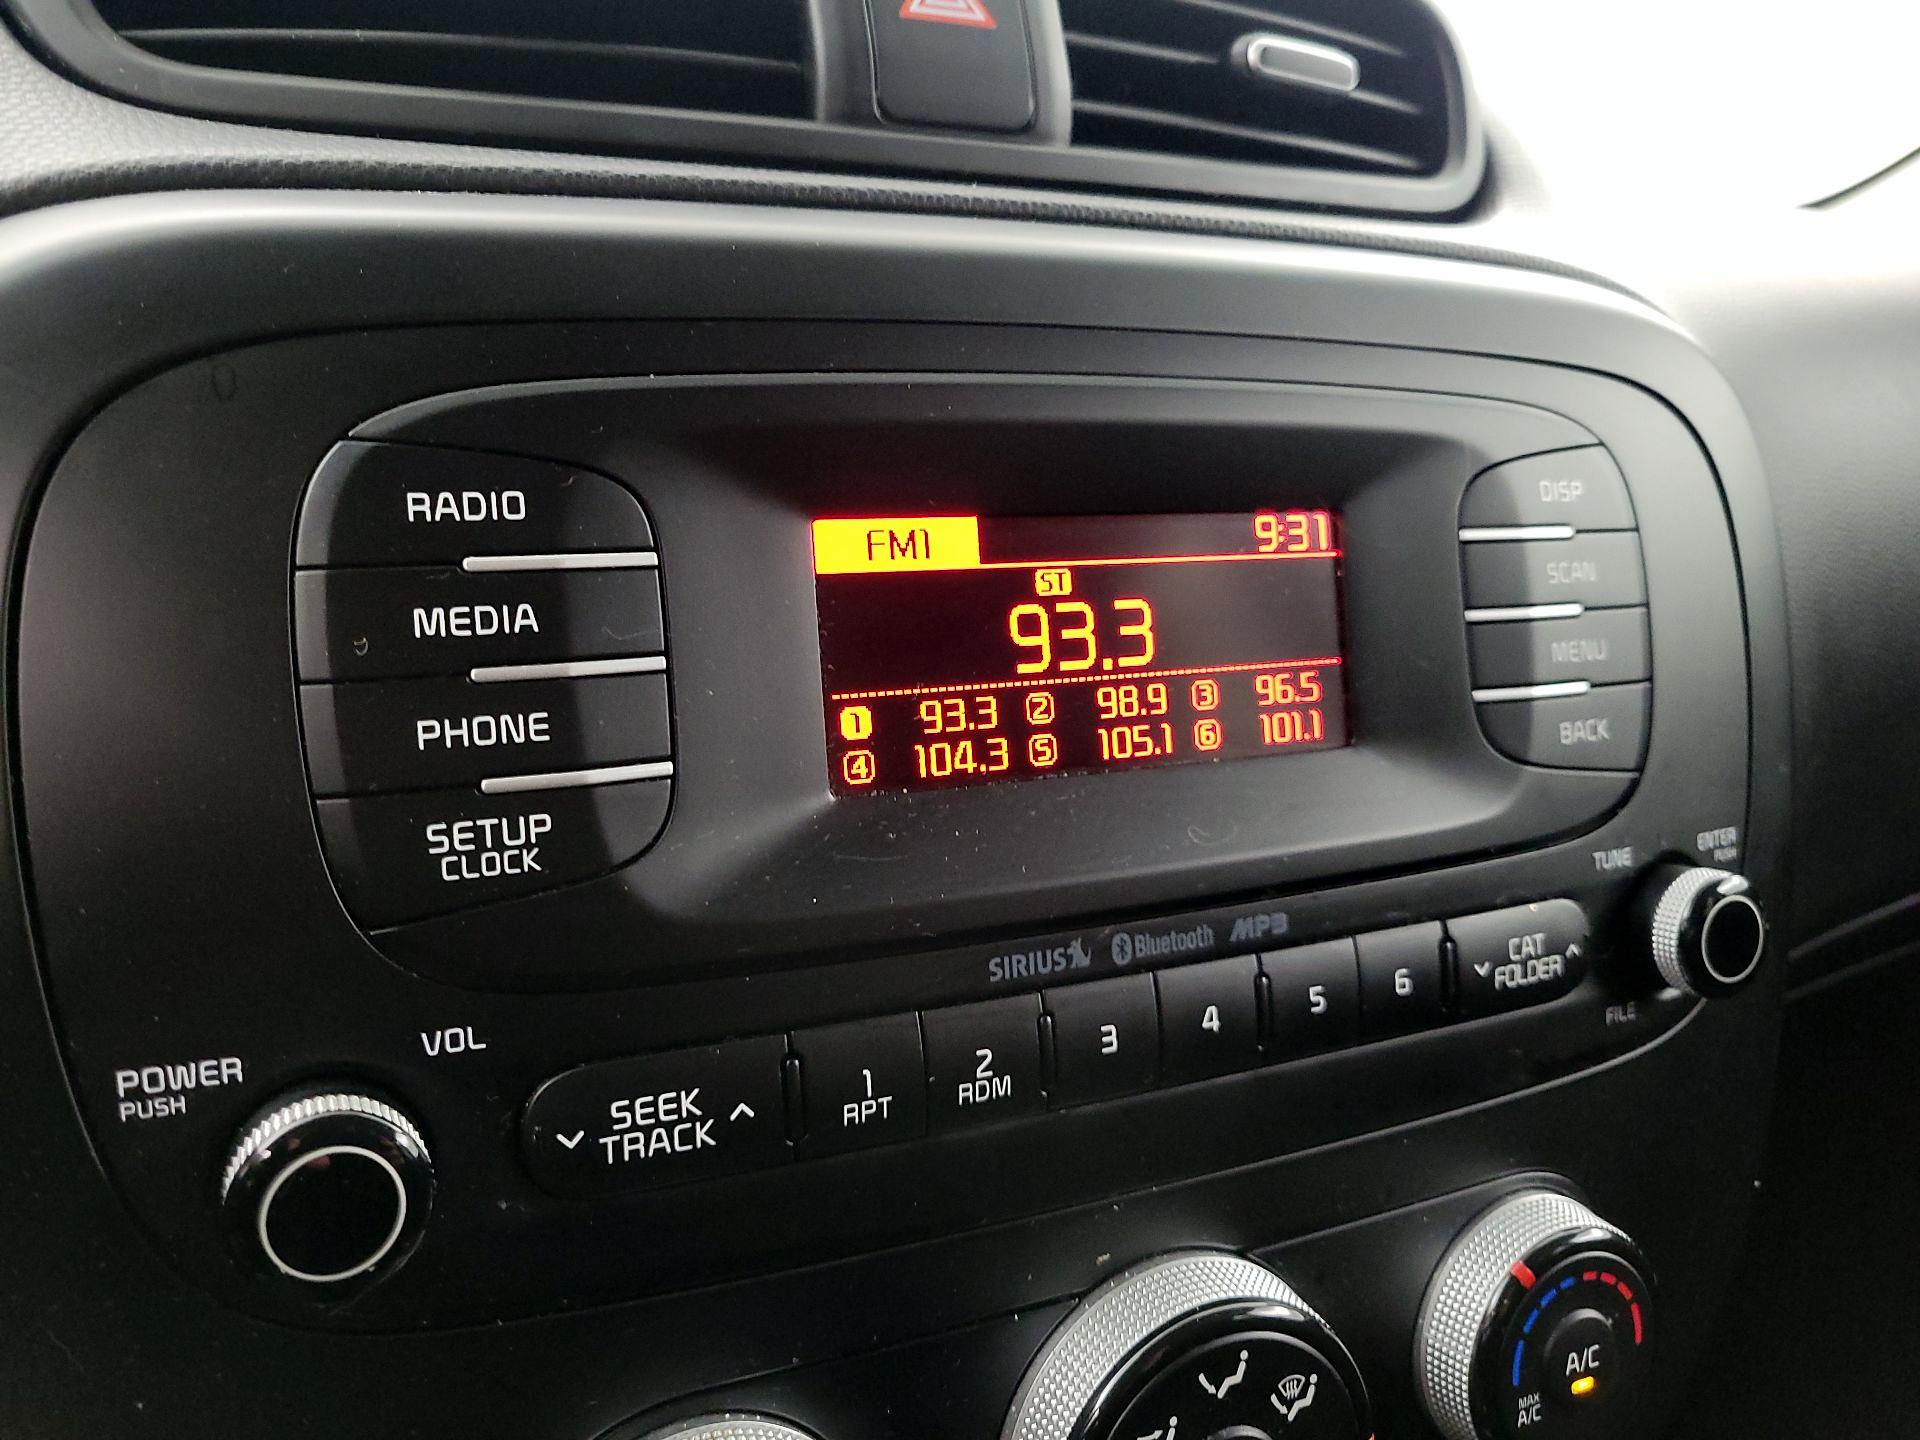 FM1 9:31
ST
93.3
1 93.3 2 98.9 3 96.5
4 104.3 5 105.1 6 101.1
RADIO
MEDIA
PHONE
SETUP
CLOCK
DISP
SCAN
MENU
BACK
TUNE
ENTER
PUSH
FILE
SIRIUS Bluetooth MP3
POWER
PUSH
VOL
SEEK
TRACK
1
RPT
2
RDM
3
4
5
6
CAT
FOLDER
A/C
MAX
A/C